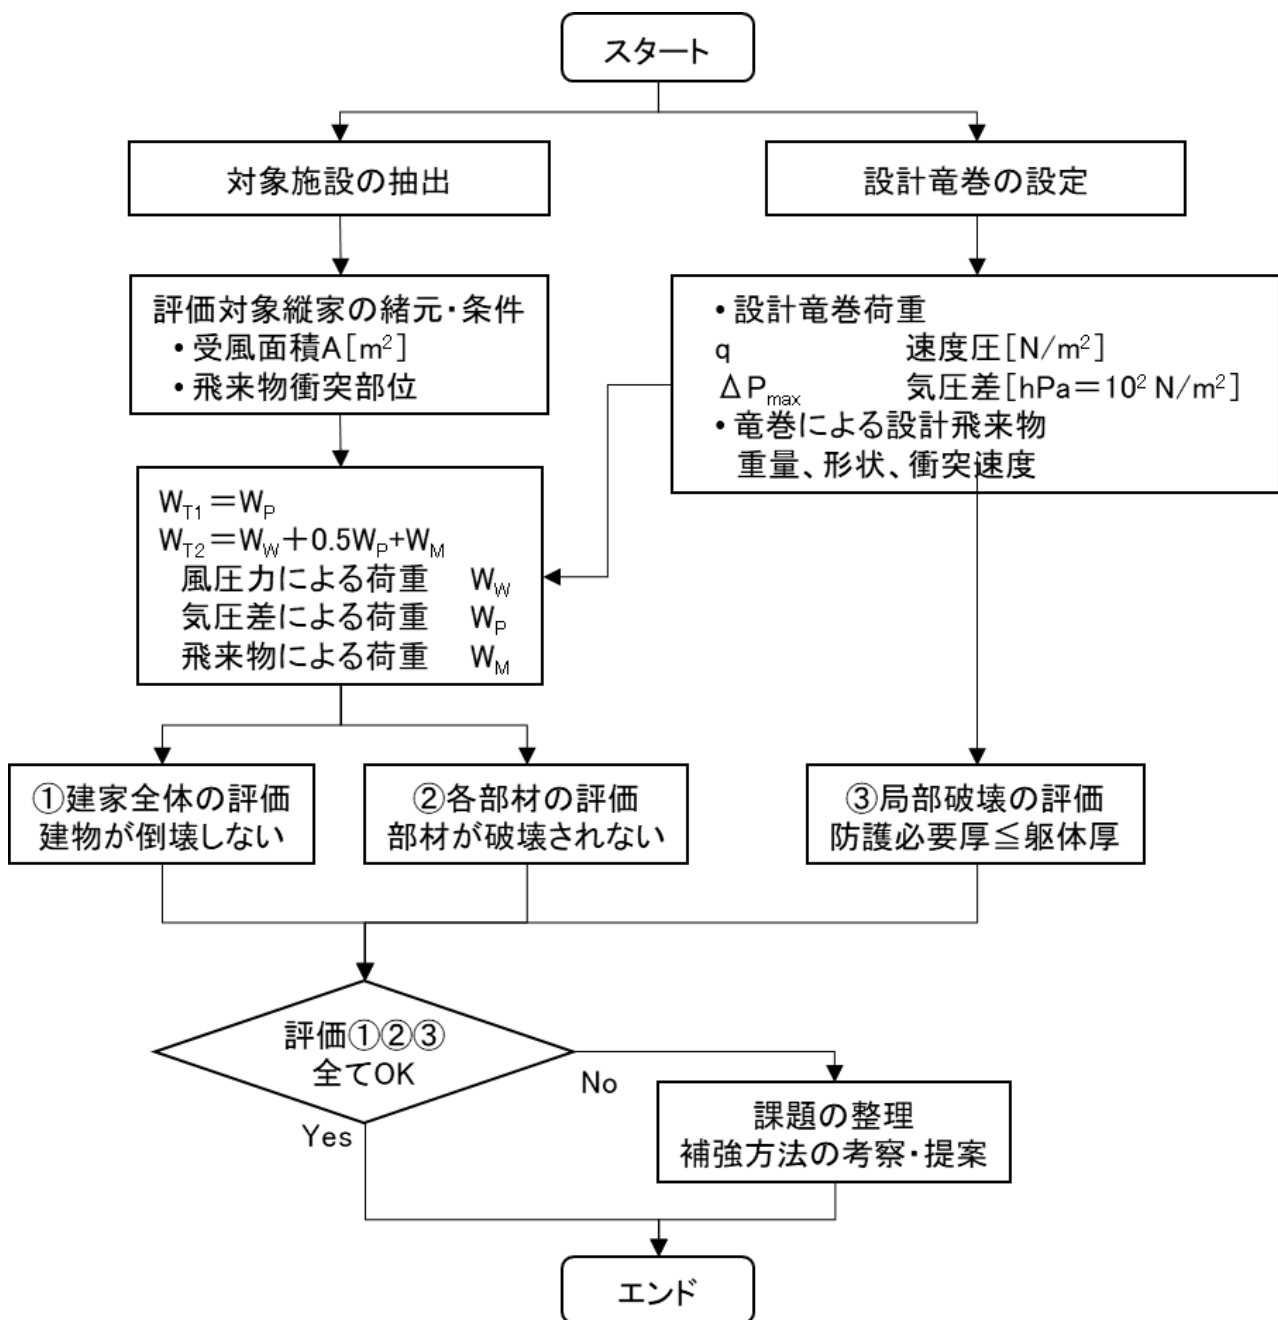 スタート
対象施設の抽出
設計竜巻の設定
評価対象縦家の緒元・条件
•受風面積A[m²]
•飛来物衝突部位
•設計竜巻荷重
q 速度圧[N/m²]
ΔPmax 気圧差[hPa=10² N/m²]
•竜巻による設計飛来物
重量、形状、衝突速度
WT1=WP
WT2=WW+0.5WP+WM
風圧力による荷重 WW
気圧差による荷重 WP
飛来物による荷重 WM
①建家全体の評価
建物が倒壊しない
②各部材の評価
部材が破壊されない
③局部破壊の評価
防護必要厚≦躯体厚
評価①②③
全てOK
No
Yes
課題の整理
補強方法の考察・提案
エンド